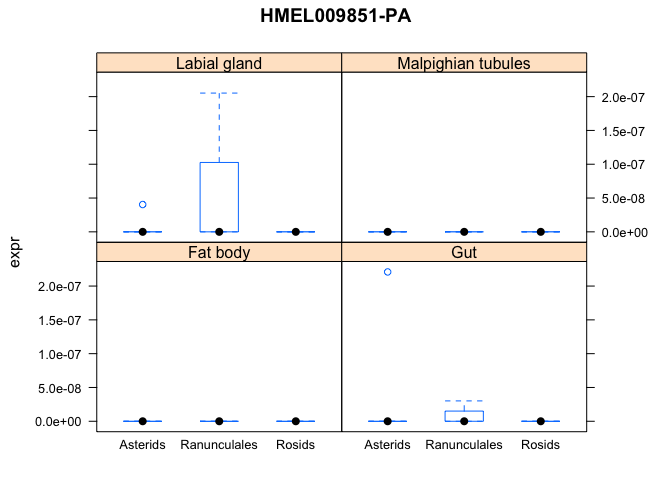 HMEL009851-PA
Labial gland
Malpighian tubules
2.0e-07
1.5e-07
1.0e-07
5.0e-08
0.0e+00
expr
Fat body
Gut
2.0e-07
1.5e-07
1.0e-07
5.0e-08
0.0e+00
Asterids Ranunculales Rosids Asterids Ranunculales Rosids